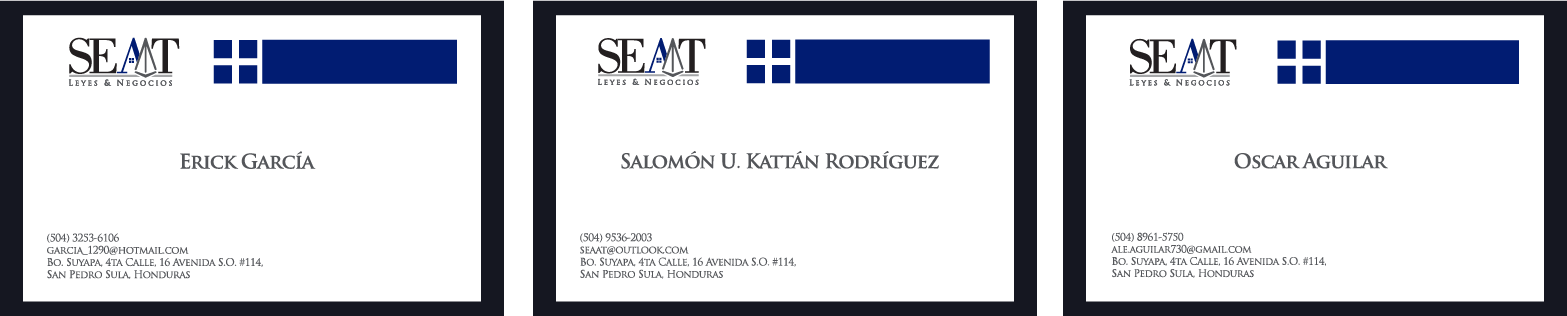 SEAAT
LEYES & NEGOCIOS
ERICK GARCÍA
(504) 3253-6106
GARCIA_1290@HOTMAIL.COM
BO. SUYAPA, 4TA CALLE, 16 AVENIDA S.O. #114,
SAN PEDRO SULA, HONDURAS
SEAAT
LEYES & NEGOCIOS
SALOMÓN U. KATTÁN RODRÍGUEZ
(504) 9536-2003
SEAAT@OUTLOOK.COM
BO. SUYAPA, 4TA CALLE, 16 AVENIDA S.O. #114,
SAN PEDRO SULA, HONDURAS
SEAAT
LEYES & NEGOCIOS
OSCAR AGUILAR
(504) 8961-5750
ALE.AGUILAR730@GMAIL.COM
BO. SUYAPA, 4TA CALLE, 16 AVENIDA S.O. #114,
SAN PEDRO SULA, HONDURAS